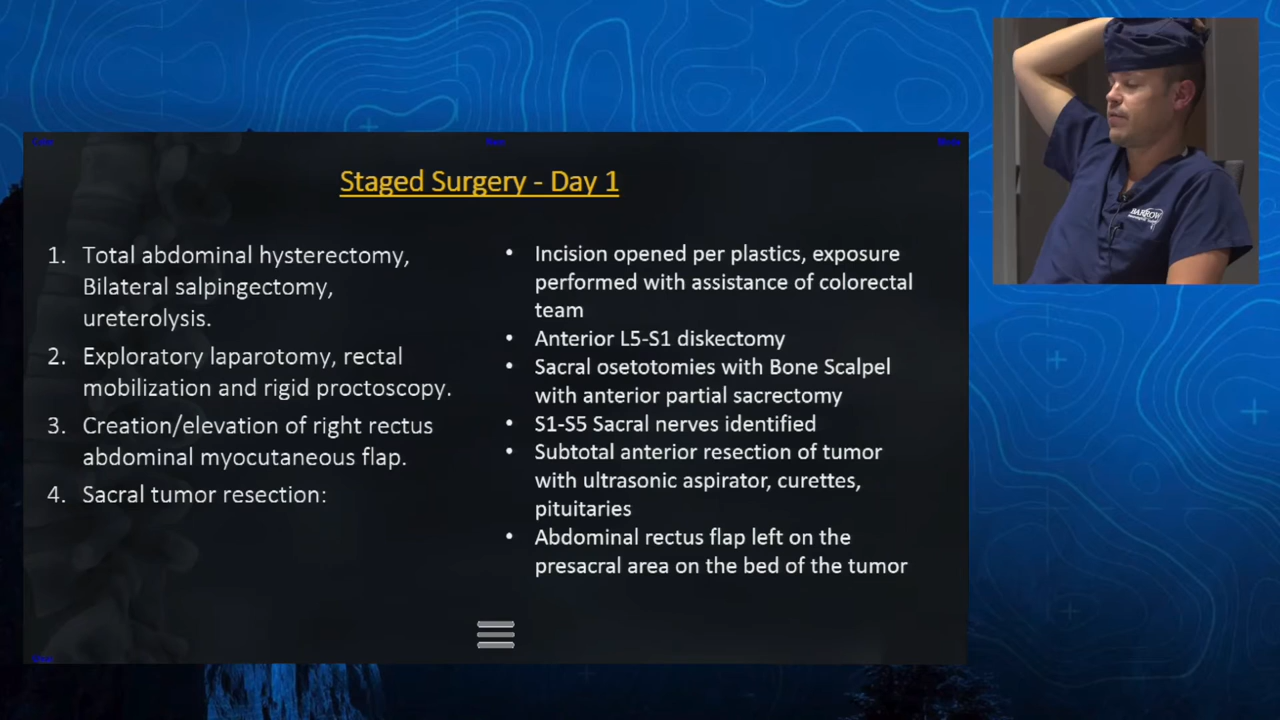 Staged Surgery - Day 1
1. Total abdominal hysterectomy,
Bilateral salpingectomy,
ureterolysis.
2. Exploratory laparotomy, rectal
mobilization and rigid proctoscopy.
3. Creation/elevation of right rectus
abdominal myocutaneous flap.
4. Sacral tumor resection:
• Incision opened per plastics, exposure
performed with assistance of colorectal
team
• Anterior L5-S1 diskectomy
• Sacral osetotomies with Bone Scalpel
with anterior partial sacrectomy
• S1-S5 Sacral nerves identified
• Subtotal anterior resection of tumor
with ultrasonic aspirator, curettes,
pituitaries
• Abdominal rectus flap left on the
presacral area on the bed of the tumor
BARROW